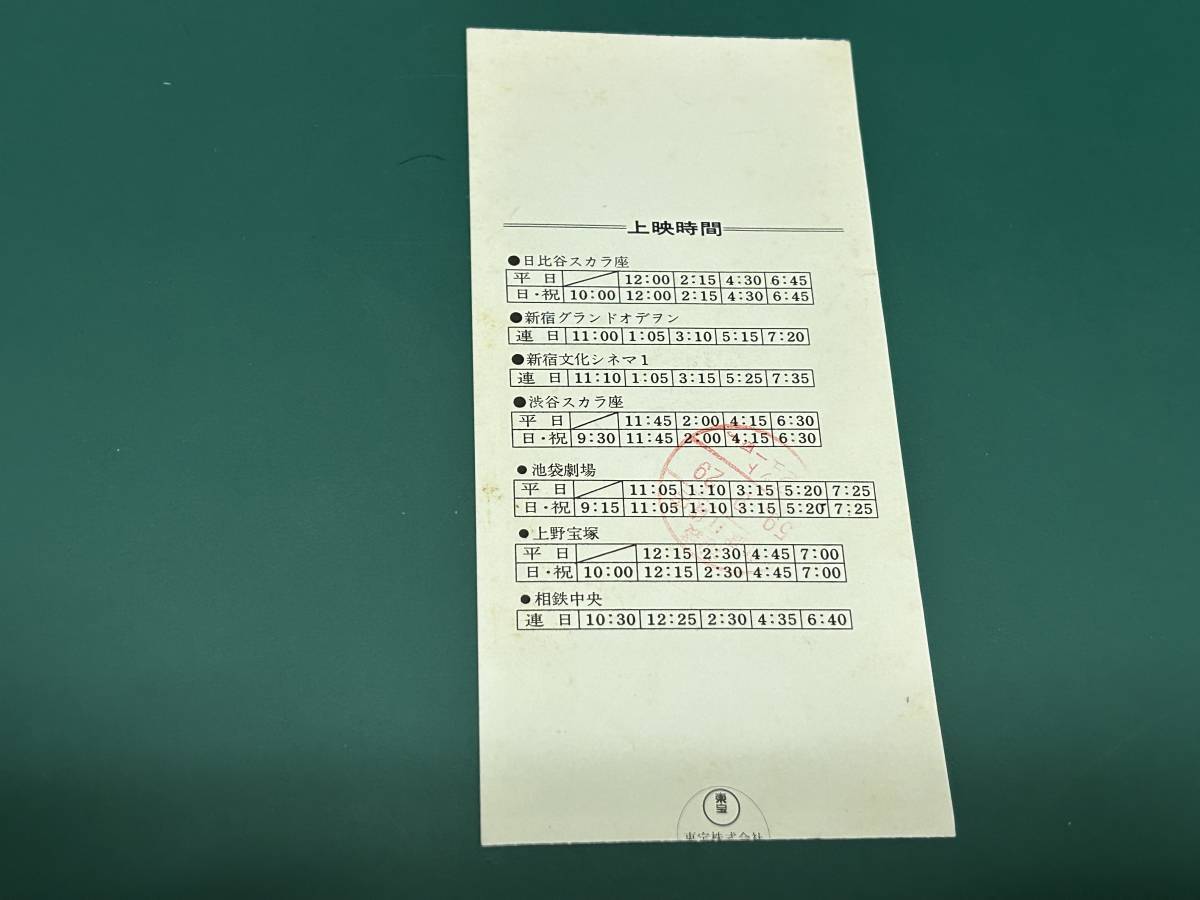 上映時間
●日比谷スカラ座
平日 12:00 2:15 4:30 6:45
日・祝 10:00 12:00 2:15 4:30 6:45
●新宿グランドオデヲン
連日 11:00 1:05 3:10 5:15 7:20
●新宿文化シネマ1
連日 11:10 1:05 3:15 5:25 7:35
●渋谷スカラ座
平日 11:45 2:00 4:15 6:30
日・祝 9:30 11:45 2:00 4:15 6:30
●池袋劇場
平日 11:05 1:10 3:15 5:20 7:25
日・祝 9:15 11:05 1:10 3:15 5:20 7:25
●上野宝塚
平日 12:15 2:30 4:45 7:00
日・祝 10:00 12:15 2:30 4:45 7:00
●相鉄中央
連日 10:30 12:25 2:30 4:35 6:40
東宝
東宝株式会社